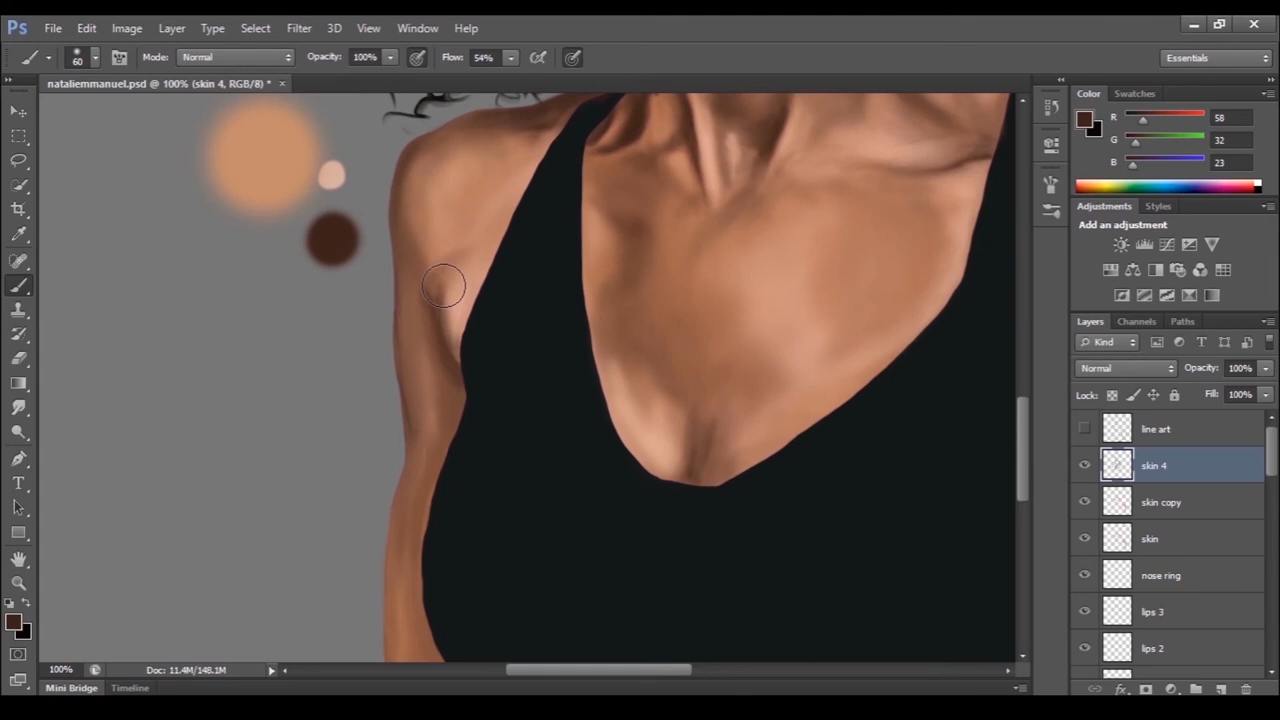 Ps File Edit Image Layer Type Select Filter 3D View Window Help
60 Mode: Normal Opacity: 100% Flow: 54% Essentials
nataliemmanuel.psd @ 100% (skin 4, RGB/8) * ×
Color Swatches
R 58
G 32
B 23
Adjustments Styles
Add an adjustment
Layers Channels Paths
Kind
Normal Opacity: 100%
Lock: Fill: 100%
line art
skin 4
skin copy
skin
nose ring
lips 3
lips 2
100% Doc: 11.4M/148.1M
Mini Bridge Timeline